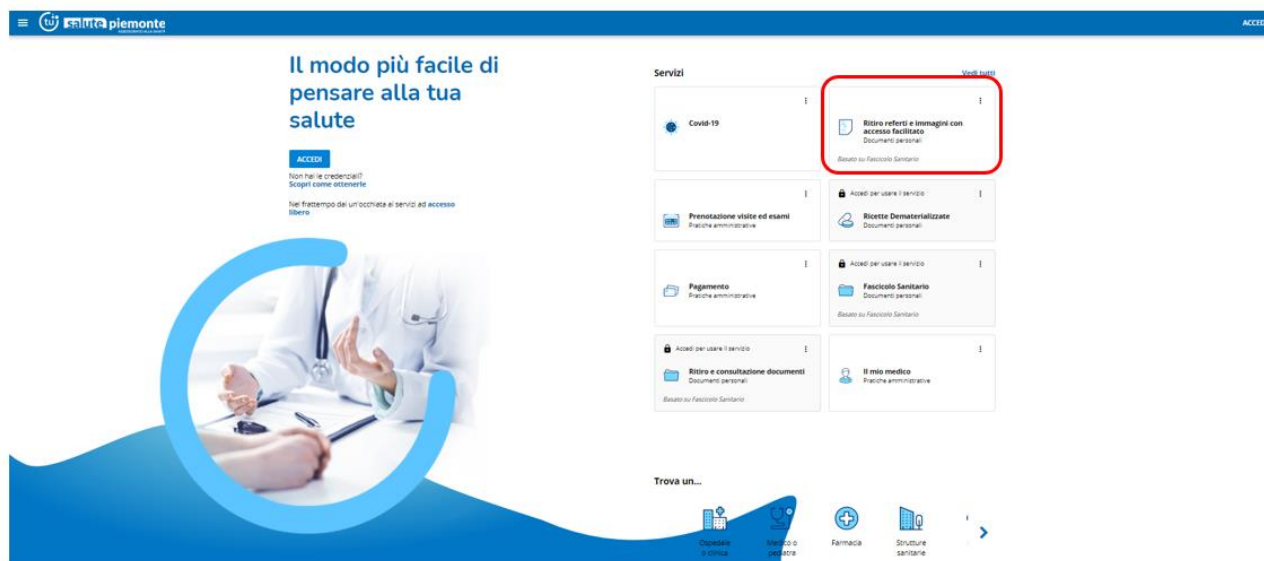 tu salute piemonte
ACCED
Il modo più facile di
pensare alla tua
salute
ACCEDI
Non hai le credenziali?
Scopri come ottenerle
Nel frattempo dai un'occhiata ai servizi ad accesso
libero
Servizi
Vedi tutti
Covid-19
Ritiro referti e immagini con
accesso facilitato
Documenti personali
Basato su Fascicolo Sanitario
Prenotazione visite ed esami
Pratiche amministrative
Accedi per usare il servizio
Ricette Dematerializzate
Documenti personali
Pagamento
Pratiche amministrative
Accedi per usare il servizio
Fascicolo Sanitario
Documenti personali
Basato su Fascicolo Sanitario
Accedi per usare il servizio
Ritiro e consultazione documenti
Documenti personali
Basato su Fascicolo Sanitario
Il mio medico
Pratiche amministrative
Trova un...
Ospedale
o clinica
Medico o
pediatra
Farmacia
Strutture
sanitarie